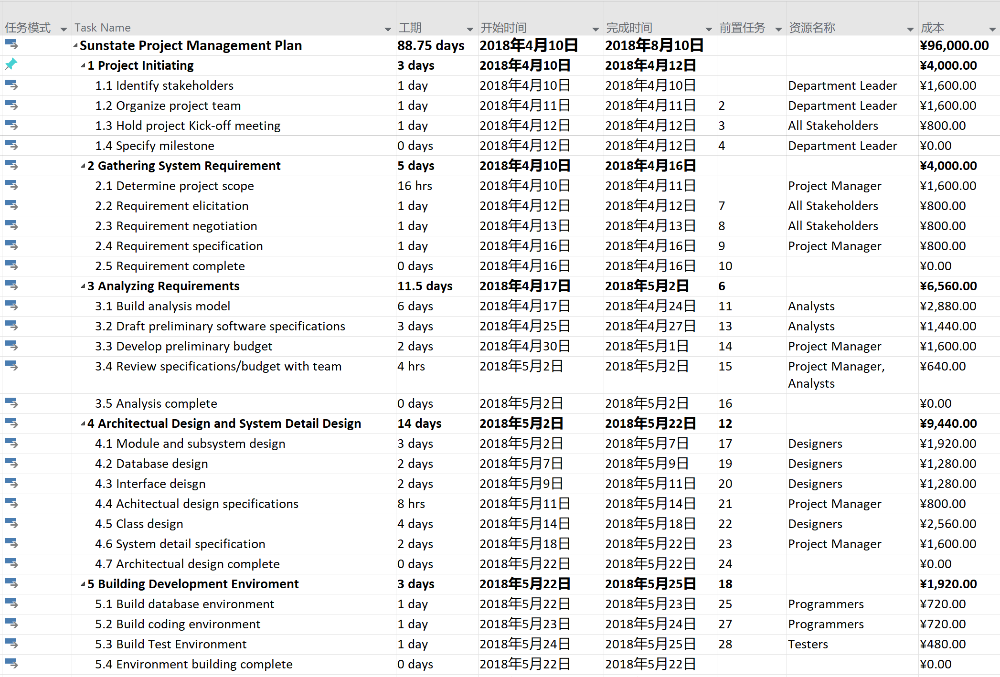 任务模式 Task Name 工期 开始时间 完成时间 前置任务 资源名称 成本
Sunstate Project Management Plan 88.75 days 2018年4月10日 2018年8月10日 ¥96,000.00
1 Project Initiating 3 days 2018年4月10日 2018年4月12日 ¥4,000.00
1.1 Identify stakeholders 1 day 2018年4月10日 2018年4月10日 Department Leader ¥1,600.00
1.2 Organize project team 1 day 2018年4月11日 2018年4月11日 2 Department Leader ¥1,600.00
1.3 Hold project Kick-off meeting 1 day 2018年4月12日 2018年4月12日 3 All Stakeholders ¥800.00
1.4 Specify milestone 0 days 2018年4月12日 2018年4月12日 4 Department Leader ¥0.00
2 Gathering System Requirement 5 days 2018年4月10日 2018年4月16日 ¥4,000.00
2.1 Determine project scope 16 hrs 2018年4月10日 2018年4月11日 Project Manager ¥1,600.00
2.2 Requirement elicitation 1 day 2018年4月12日 2018年4月12日 7 All Stakeholders ¥800.00
2.3 Requirement negotiation 1 day 2018年4月13日 2018年4月13日 8 All Stakeholders ¥800.00
2.4 Requirement specification 1 day 2018年4月16日 2018年4月16日 9 Project Manager ¥800.00
2.5 Requirement complete 0 days 2018年4月16日 2018年4月16日 10 ¥0.00
3 Analyzing Requirements 11.5 days 2018年4月17日 2018年5月2日 6 ¥6,560.00
3.1 Build analysis model 6 days 2018年4月17日 2018年4月24日 11 Analysts ¥2,880.00
3.2 Draft preliminary software specifications 3 days 2018年4月25日 2018年4月27日 13 Analysts ¥1,440.00
3.3 Develop preliminary budget 2 days 2018年4月30日 2018年5月1日 14 Project Manager ¥1,600.00
3.4 Review specifications/budget with team 4 hrs 2018年5月2日 2018年5月2日 15 Project Manager, ¥640.00
Analysts
3.5 Analysis complete 0 days 2018年5月2日 2018年5月2日 16 ¥0.00
4 Architectual Design and System Detail Design 14 days 2018年5月2日 2018年5月22日 12 ¥9,440.00
4.1 Module and subsystem design 3 days 2018年5月2日 2018年5月7日 17 Designers ¥1,920.00
4.2 Database design 2 days 2018年5月7日 2018年5月9日 19 Designers ¥1,280.00
4.3 Interface deisgn 2 days 2018年5月9日 2018年5月11日 20 Designers ¥1,280.00
4.4 Achitectual design specifications 8 hrs 2018年5月11日 2018年5月14日 21 Project Manager ¥800.00
4.5 Class design 4 days 2018年5月14日 2018年5月18日 22 Designers ¥2,560.00
4.6 System detail specification 2 days 2018年5月18日 2018年5月22日 23 Project Manager ¥1,600.00
4.7 Architectual design complete 0 days 2018年5月22日 2018年5月22日 24 ¥0.00
5 Building Development Enviroment 3 days 2018年5月22日 2018年5月25日 18 ¥1,920.00
5.1 Build database environment 1 day 2018年5月22日 2018年5月23日 25 Programmers ¥720.00
5.2 Build coding environment 1 day 2018年5月23日 2018年5月24日 27 Programmers ¥720.00
5.3 Build Test Environment 1 day 2018年5月24日 2018年5月25日 28 Testers ¥480.00
5.4 Environment building complete 0 days 2018年5月22日 2018年5月22日 ¥0.00